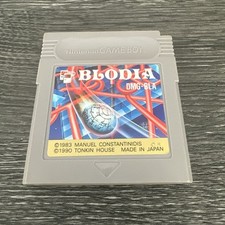 Nintendo GAME BOY
BLODIA
DMG-BLA
©1983 MANUEL CONSTANTINIDIS
©1990 TONKIN HOUSE MADE IN JAPAN